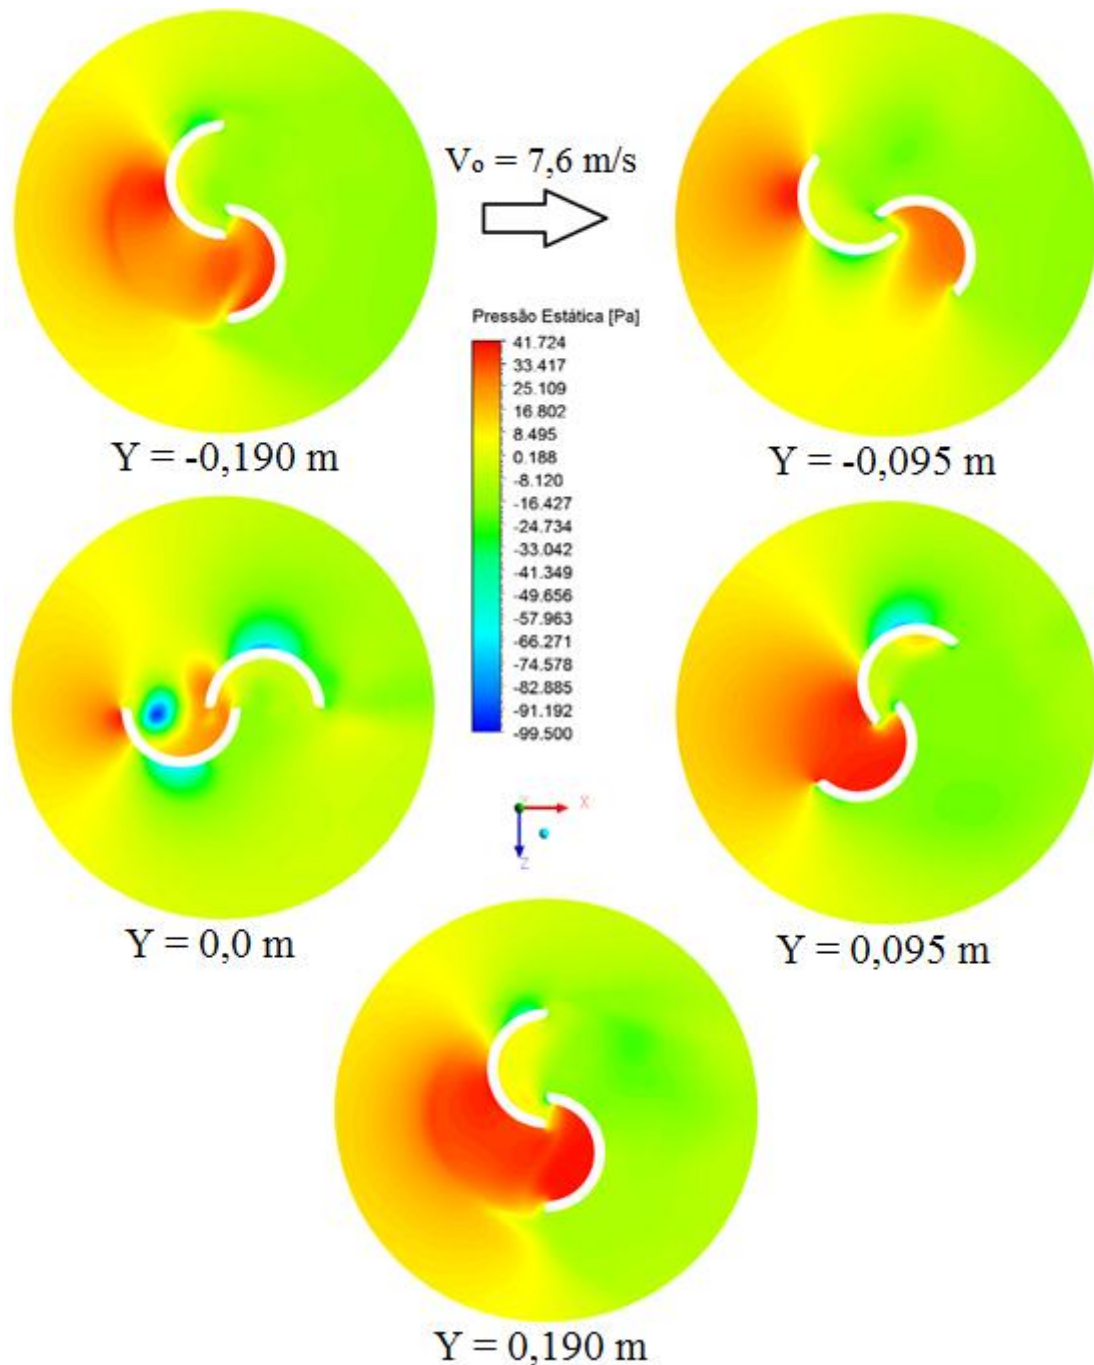 V₀ = 7,6 m/s
Y = -0,190 m
Y = -0,095 m
Pressão Estática [Pa]
41.724
33.417
25.109
16.802
8.495
0.188
-8.120
-16.427
-24.734
-33.042
-41.349
-49.656
-57.963
-66.271
-74.578
-82.885
-91.192
-99.500
X
Z
Y = 0,0 m
Y = 0,095 m
Y = 0,190 m